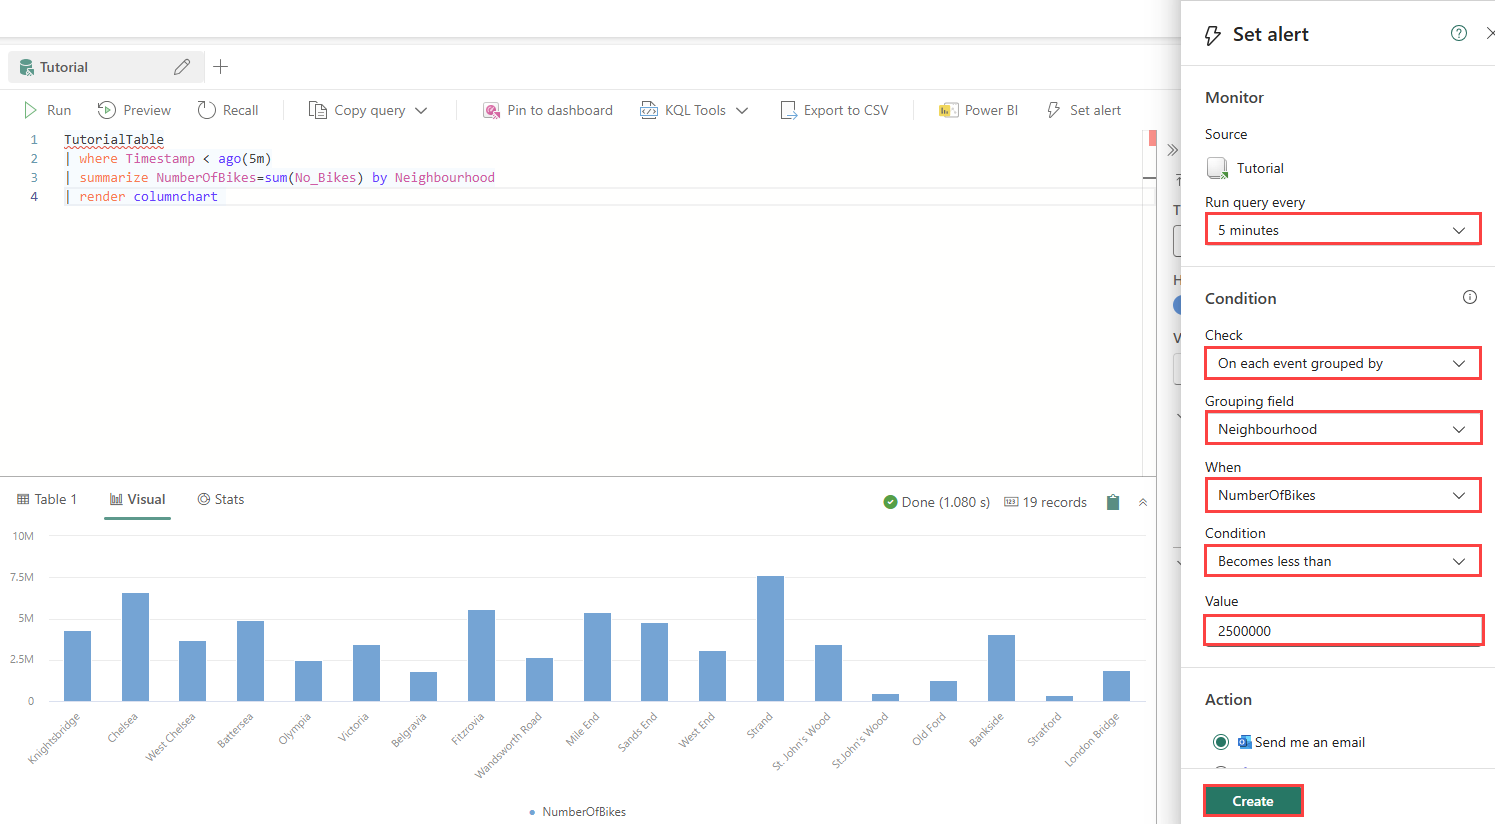 Tutorial
Run
Preview
Recall
Copy query
Pin to dashboard
KQL Tools
Export to CSV
Power BI
Set alert
1 TutorialTable
2 | where Timestamp < ago(5m)
3 | summarize NumberOfBikes=sum(No_Bikes) by Neighbourhood
4 | render columnchart
Table 1
Visual
Stats
Done (1.080 s)
123
19 records
10M
7.5M
5M
2.5M
0
Knightsbridge
Chelsea
West Chelsea
Battersea
Olympia
Victoria
Belgravia
Fitzrovia
Wandsworth Road
Mile End
Sands End
West End
Strand
St. John's Wood
St.John's Wood
Old Ford
Bankside
Stratford
London Bridge
NumberOfBikes
Set alert
Monitor
Source
Tutorial
Run query every
5 minutes
Condition
Check
On each event grouped by
Grouping field
Neighbourhood
When
NumberOfBikes
Condition
Becomes less than
Value
2500000
Action
Send me an email
Create